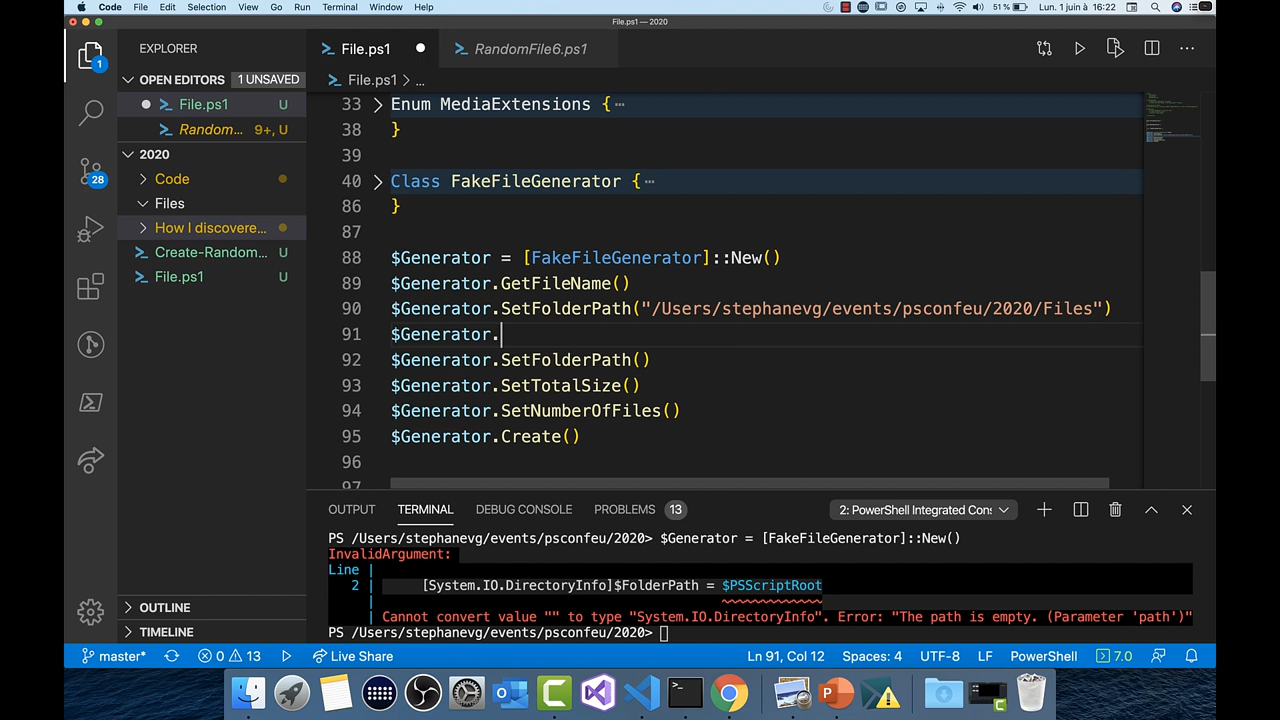 Code File Edit Selection View Go Run Terminal Window Help 51 % Lun. 1 juin à 16:22
File.ps1 — 2020
EXPLORER
File.ps1
RandomFile6.ps1
OPEN EDITORS 1 UNSAVED
File.ps1 > ...
File.ps1 U
Random... 9+, U
2020
Code
Files
How I discovere...
Create-Random... U
File.ps1 U
OUTLINE
TIMELINE
1
28
33 Enum MediaExtensions { ⋯
38 }
39
40 Class FakeFileGenerator { ⋯
86 }
87
88 $Generator = [FakeFileGenerator]::New()
89 $Generator.GetFileName()
90 $Generator.SetFolderPath("/Users/stephanevg/events/psconfeu/2020/Files")
91 $Generator.
92 $Generator.SetFolderPath()
93 $Generator.SetTotalSize()
94 $Generator.SetNumberOfFiles()
95 $Generator.Create()
96
97
OUTPUT TERMINAL DEBUG CONSOLE PROBLEMS 13 2: PowerShell Integrated Cons
PS /Users/stephanevg/events/psconfeu/2020> $Generator = [FakeFileGenerator]::New()
InvalidArgument:
Line |
2 | [System.IO.DirectoryInfo]$FolderPath = $PSScriptRoot
| ~~~~~~~~~~~~~
| Cannot convert value "" to type "System.IO.DirectoryInfo". Error: "The path is empty. (Parameter 'path')"
PS /Users/stephanevg/events/psconfeu/2020>
master* 0 13 Live Share Ln 91, Col 12 Spaces: 4 UTF-8 LF PowerShell 7.0